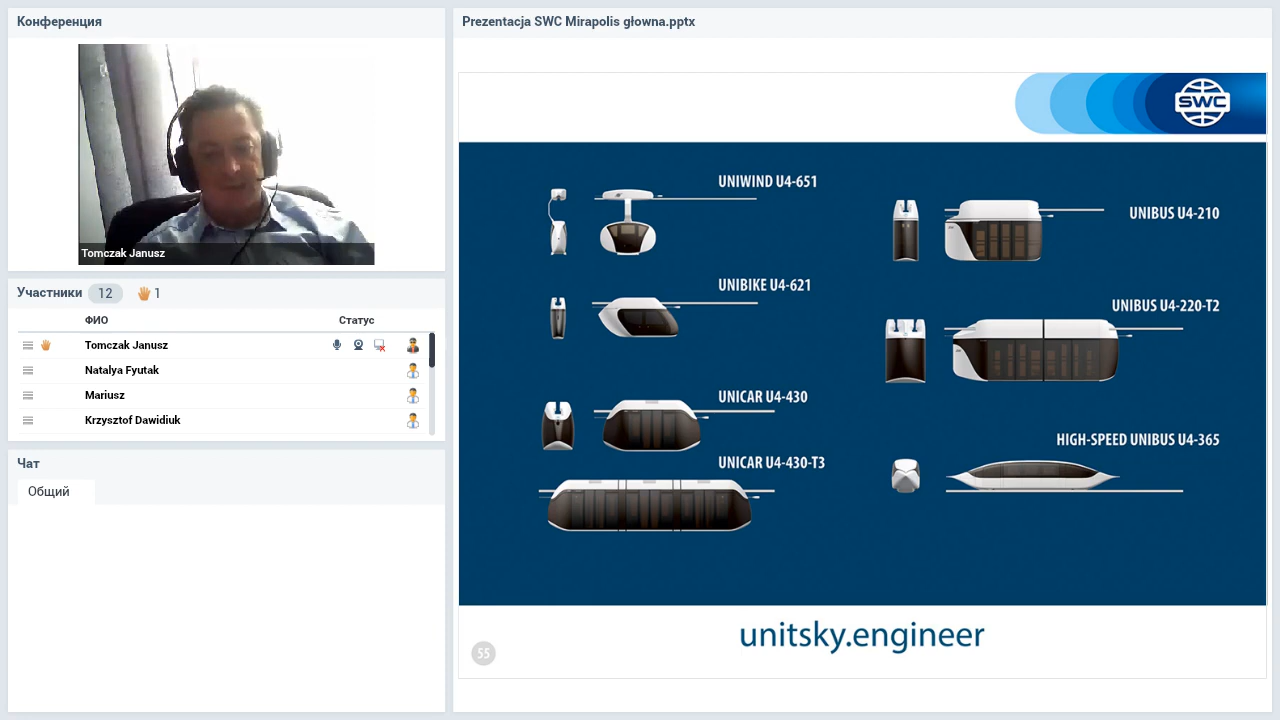 Конференция
Tomczak Janusz
Участники 12 1
ФИО Статус
Tomczak Janusz
Natalya Fyutak
Mariusz
Krzysztof Dawidiuk
Чат
Общий
Prezentacja SWC Mirapolis głowna.pptx
SWC
UNIWIND U4-651
UNIBIKE U4-621
UNICAR U4-430
UNICAR U4-430-T3
UNIBUS U4-210
UNIBUS U4-220-T2
HIGH-SPEED UNIBUS U4-365
unitsky.engineer
55